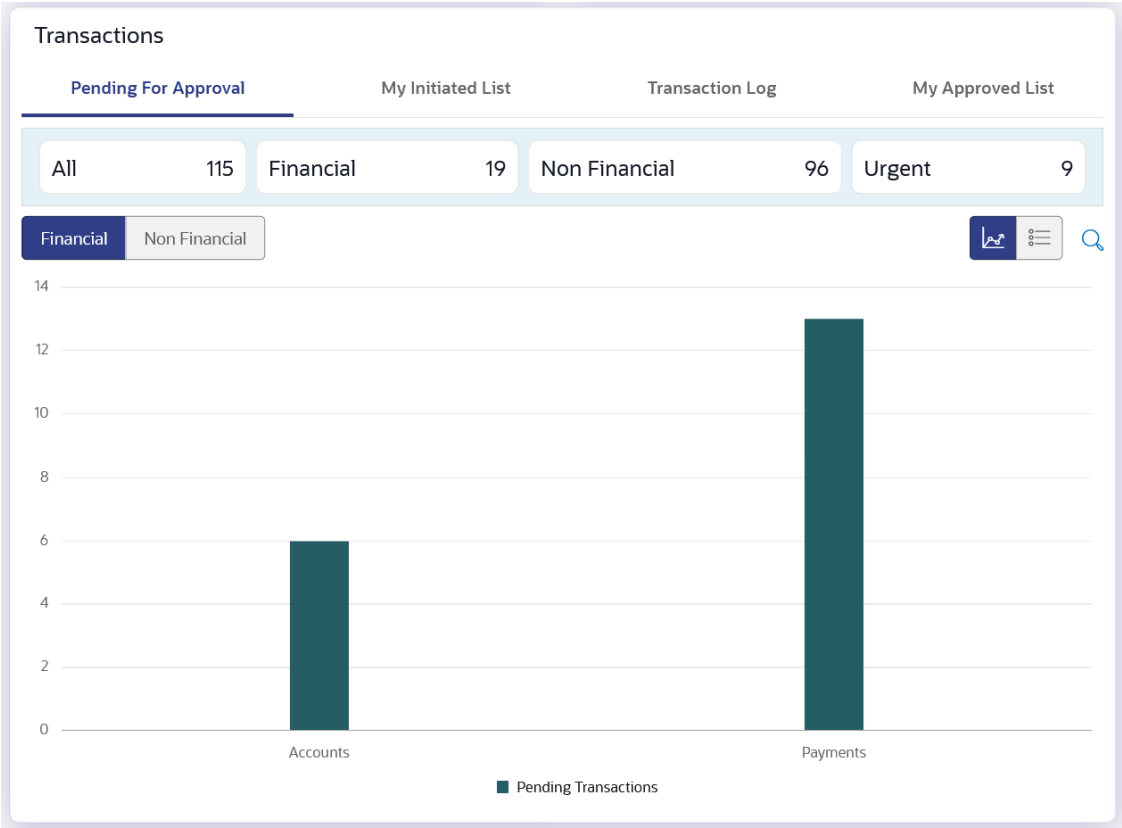 Transactions
Pending For Approval My Initiated List Transaction Log My Approved List
All 115 Financial 19 Non Financial 96 Urgent 9
Financial Non Financial
14
12
10
8
6
4
2
0
Accounts Payments
Pending Transactions